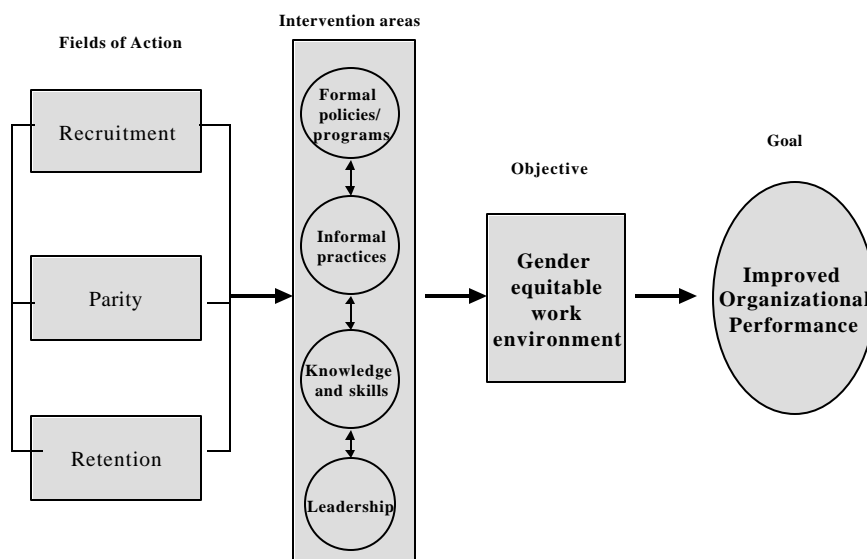 Fields of Action
Recruitment
Parity
Retention
Intervention areas
Formal
policies/
programs
Informal
practices
Knowledge
and skills
Leadership
Objective
Gender
equitable
work
environment
Goal
Improved
Organizational
Performance